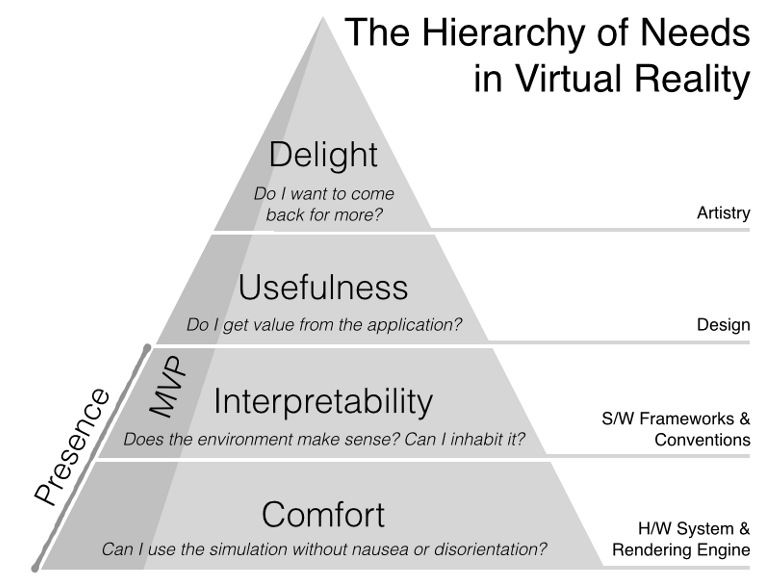 The Hierarchy of Needs
in Virtual Reality
Delight
Do I want to come
back for more?
Artistry
Usefulness
Do I get value from the application?
Design
Presence
MVP
Interpretability
Does the environment make sense? Can I inhabit it?
S/W Frameworks &
Conventions
Comfort
Can I use the simulation without nausea or disorientation?
H/W System &
Rendering Engine